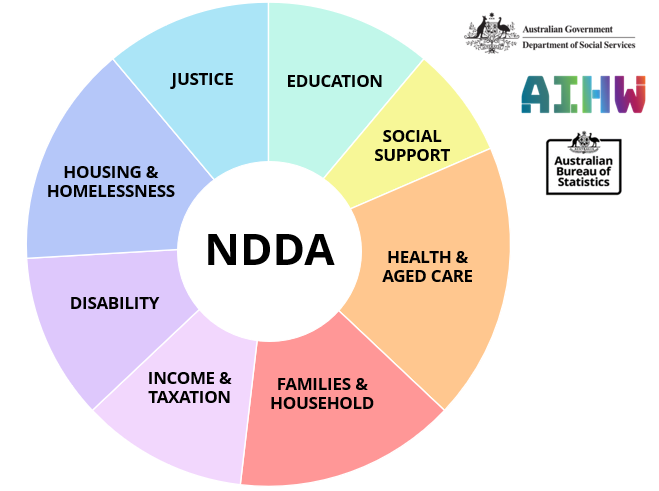 JUSTICE
EDUCATION
SOCIAL
SUPPORT
HOUSING &
HOMELESSNESS
NDDA
HEALTH &
AGED CARE
DISABILITY
INCOME &
TAXATION
FAMILIES &
HOUSEHOLD
Australian Government
Department of Social Services
AIHW
Australian
Bureau of
Statistics